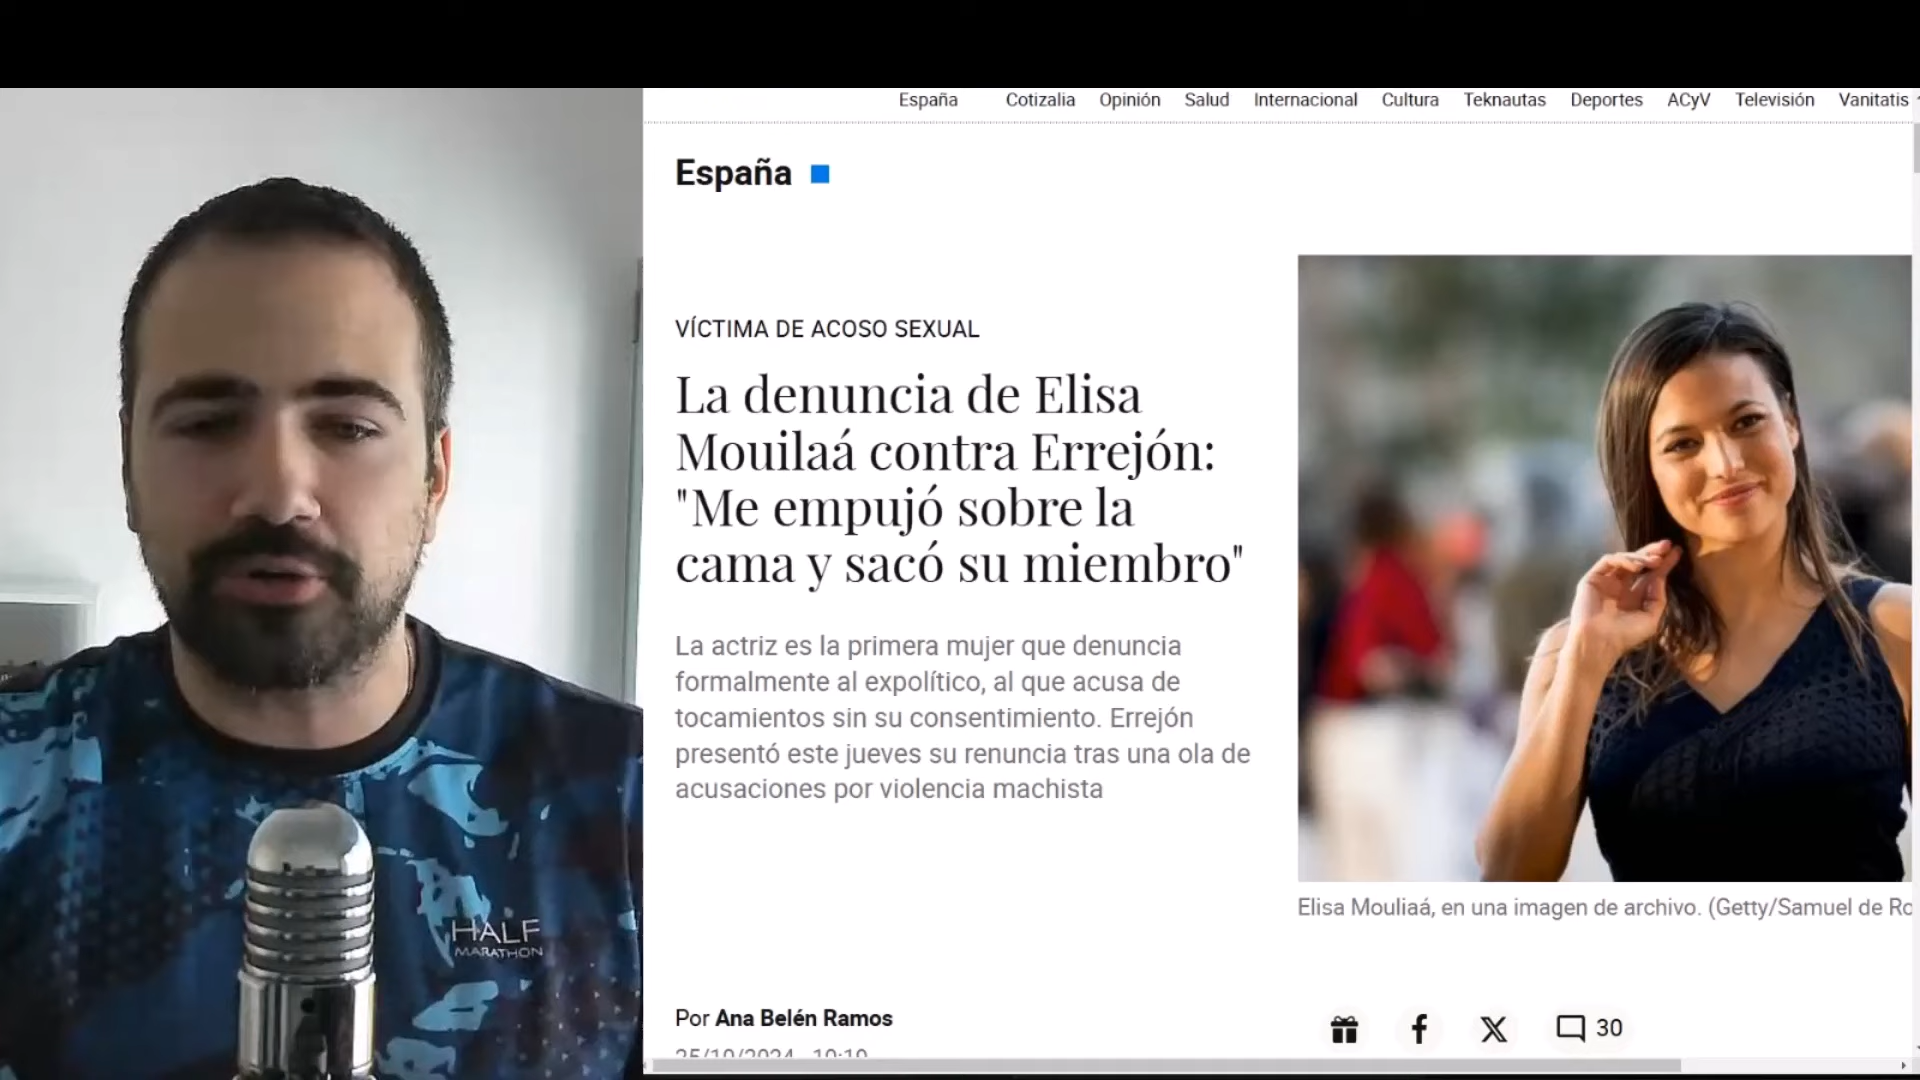 España Cotizalia Opinión Salud Internacional Cultura Teknautas Deportes ACyV Televisión Vanitatis
España
VÍCTIMA DE ACOSO SEXUAL
La denuncia de Elisa
Mouilaá contra Errejón:
"Me empujó sobre la
cama y sacó su miembro"
La actriz es la primera mujer que denuncia
formalmente al expolítico, al que acusa de
tocamientos sin su consentimiento. Errejón
presentó este jueves su renuncia tras una ola de
acusaciones por violencia machista
Elisa Mouliaá, en una imagen de archivo. (Getty/Samuel de Ro
Por Ana Belén Ramos
25/10/2024
30
HALF
MARATHON